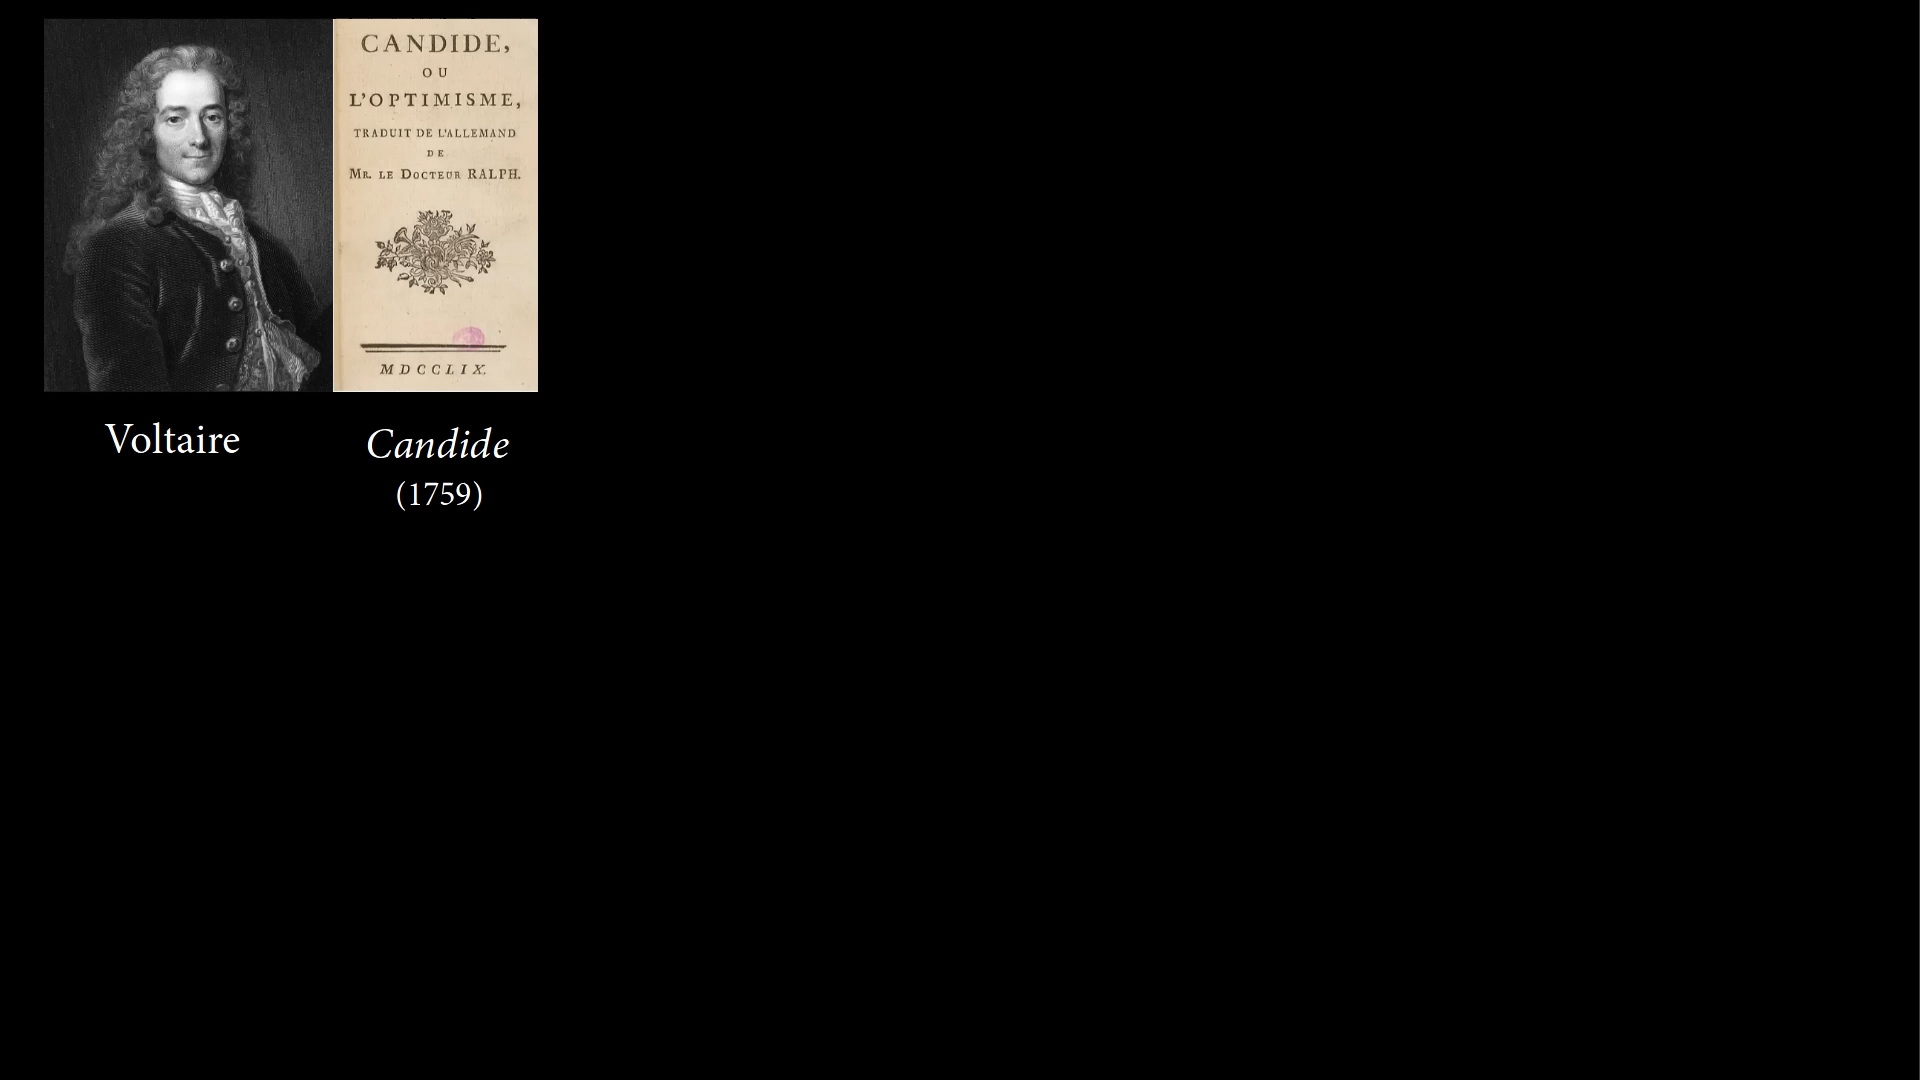 CANDIDE,
OU
L'OPTIMISME,
TRADUIT DE L'ALLEMAND
DE
MR. LE DOCTEUR RALPH.
MDCCLIX.
Voltaire
Candide
(1759)